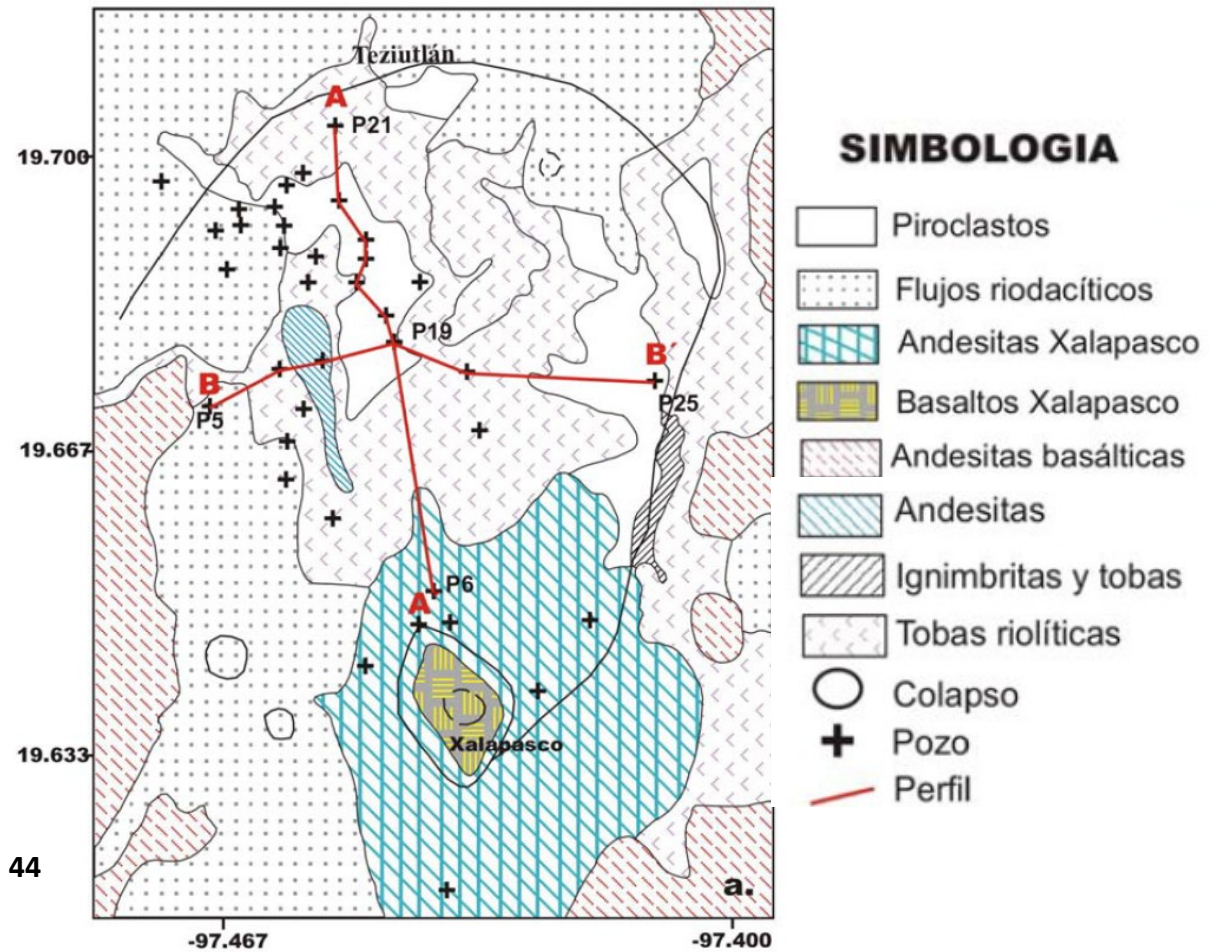 Teziutlán
A
P21
19.700
P19
B
P5
B´
P25
19.667
P6
A
19.633
Xalapasco
44
a.
-97.467
-97.400
SIMBOLOGIA
Piroclastos
Flujos riodacíticos
Andesitas Xalapasco
Basaltos Xalapasco
Andesitas basálticas
Andesitas
Ignimbritas y tobas
Tobas riolíticas
Colapso
Pozo
Perfil